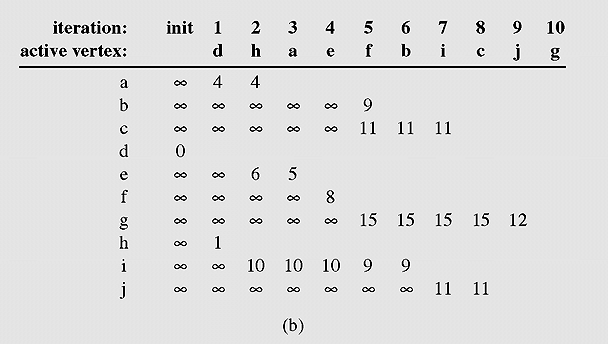 iteration: init 1 2 3 4 5 6 7 8 9 10
active vertex: d h a e f b i c j g
a ∞ 4 4
b ∞ ∞ ∞ ∞ ∞ 9
c ∞ ∞ ∞ ∞ ∞ 11 11 11
d 0
e ∞ ∞ 6 5
f ∞ ∞ ∞ ∞ 8
g ∞ ∞ ∞ ∞ ∞ 15 15 15 15 12
h ∞ 1
i ∞ ∞ 10 10 10 9 9
j ∞ ∞ ∞ ∞ ∞ ∞ ∞ 11 11
(b)